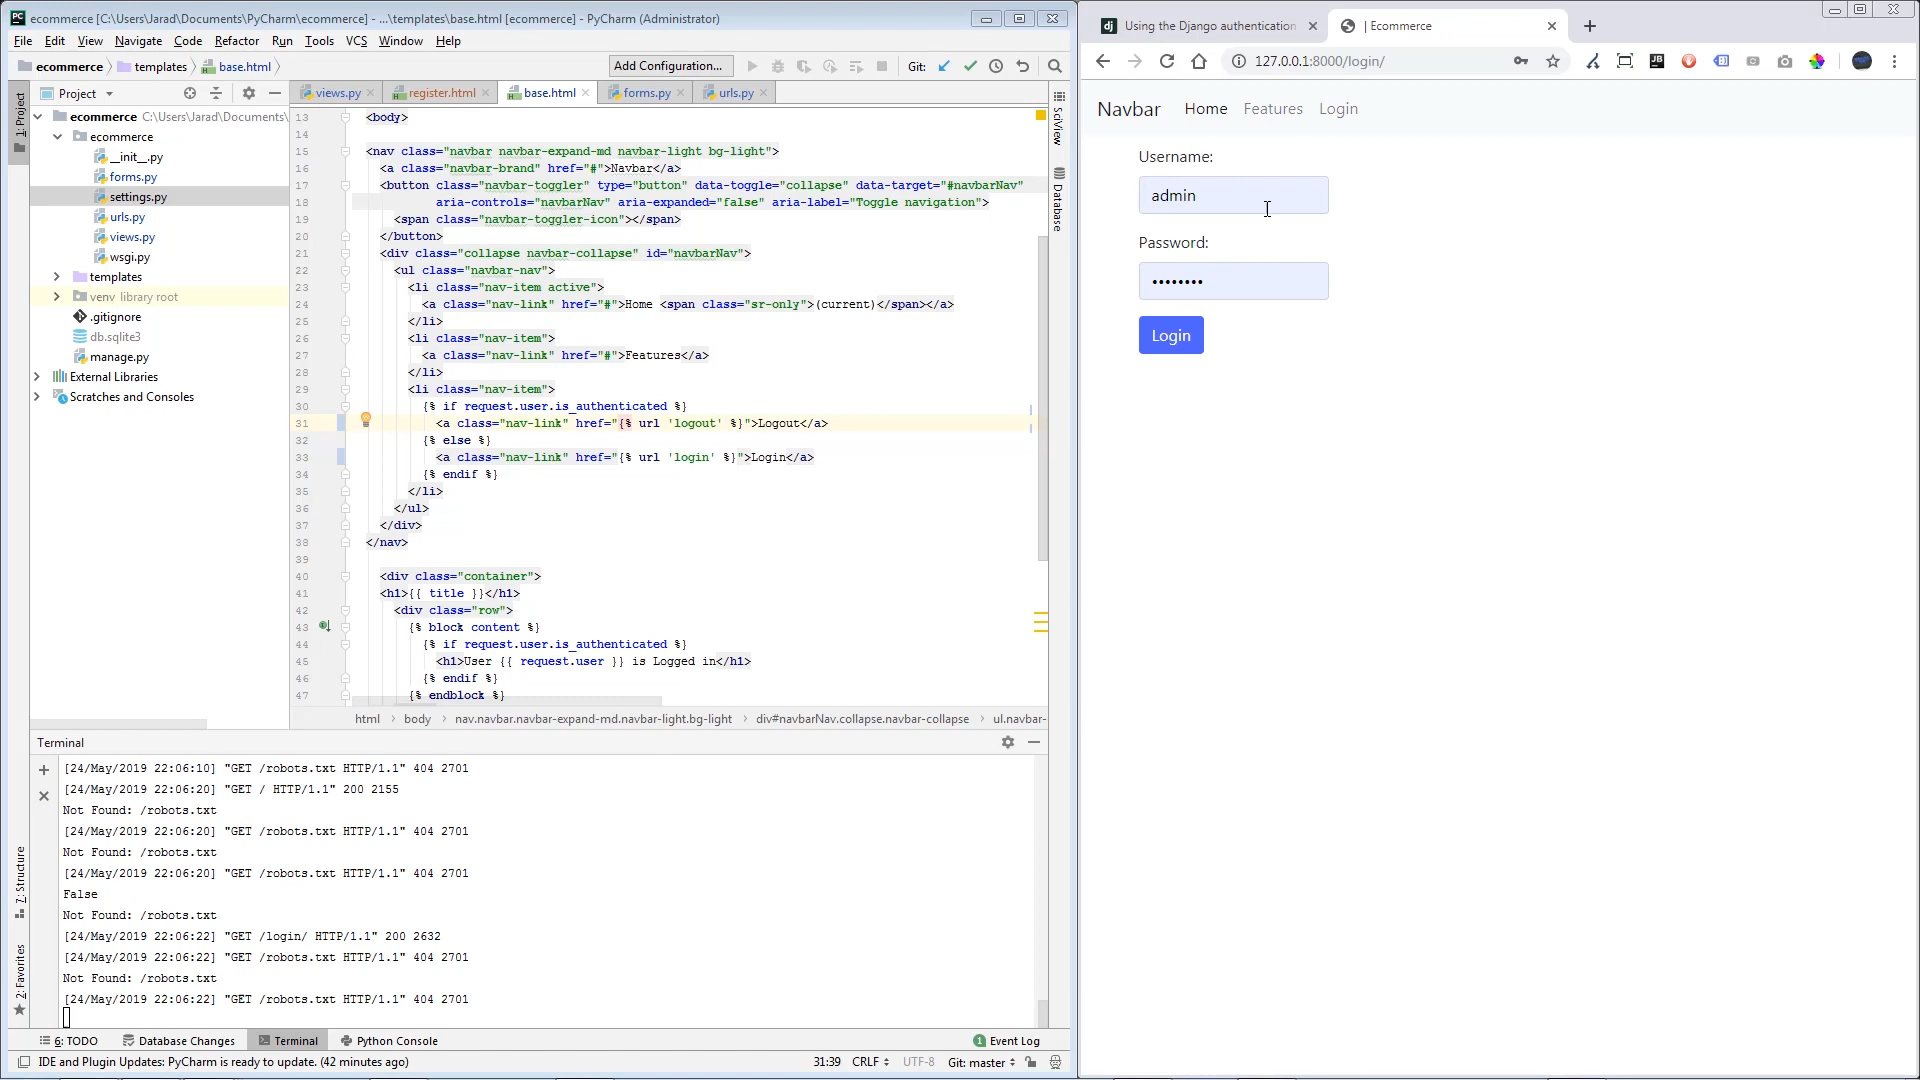 ecommerce [C:\Users\Jarad\Documents\PyCharm\ecommerce] - ...\templates\base.html [ecommerce] - PyCharm (Administrator)
File Edit View Navigate Code Refactor Run Tools VCS Window Help
ecommerce templates base.html Add Configuration... Git:
1: Project
Project
views.py register.html base.html forms.py urls.py
ecommerce C:\Users\Jarad\Documents\
ecommerce
__init__.py
forms.py
settings.py
urls.py
views.py
wsgi.py
templates
venv library root
.gitignore
db.sqlite3
manage.py
External Libraries
Scratches and Consoles
13 <body>
14
15 <nav class="navbar navbar-expand-md navbar-light bg-light">
16 <a class="navbar-brand" href="#">Navbar</a>
17 <button class="navbar-toggler" type="button" data-toggle="collapse" data-target="#navbarNav"
18 aria-controls="navbarNav" aria-expanded="false" aria-label="Toggle navigation">
19 <span class="navbar-toggler-icon"></span>
20 </button>
21 <div class="collapse navbar-collapse" id="navbarNav">
22 <ul class="navbar-nav">
23 <li class="nav-item active">
24 <a class="nav-link" href="#">Home <span class="sr-only">(current)</span></a>
25 </li>
26 <li class="nav-item">
27 <a class="nav-link" href="#">Features</a>
28 </li>
29 <li class="nav-item">
30 {% if request.user.is_authenticated %}
31 <a class="nav-link" href="{% url 'logout' %}">Logout</a>
32 {% else %}
33 <a class="nav-link" href="{% url 'login' %}">Login</a>
34 {% endif %}
35 </li>
36 </ul>
37 </div>
38 </nav>
39
40 <div class="container">
41 <h1>{{ title }}</h1>
42 <div class="row">
43 {% block content %}
44 {% if request.user.is_authenticated %}
45 <h1>User {{ request.user }} is Logged in</h1>
46 {% endif %}
47 {% endblock %}
html body nav.navbar.navbar-expand-md.navbar-light.bg-light div#navbarNav.collapse.navbar-collapse ul.navbar-
SciView
Database
Terminal
[24/May/2019 22:06:10] "GET /robots.txt HTTP/1.1" 404 2701
[24/May/2019 22:06:20] "GET / HTTP/1.1" 200 2155
Not Found: /robots.txt
[24/May/2019 22:06:20] "GET /robots.txt HTTP/1.1" 404 2701
Not Found: /robots.txt
[24/May/2019 22:06:20] "GET /robots.txt HTTP/1.1" 404 2701
False
Not Found: /robots.txt
[24/May/2019 22:06:22] "GET /login/ HTTP/1.1" 200 2632
[24/May/2019 22:06:22] "GET /robots.txt HTTP/1.1" 404 2701
Not Found: /robots.txt
[24/May/2019 22:06:22] "GET /robots.txt HTTP/1.1" 404 2701
7: Structure
2: Favorites
6: TODO Database Changes Terminal Python Console 1 Event Log
IDE and Plugin Updates: PyCharm is ready to update. (42 minutes ago) 31:39 CRLF UTF-8 Git: master
dj Using the Django authentication | Ecommerce
127.0.0.1:8000/login/
JB
Navbar Home Features Login
Username:
admin
Password:
••••••••
Login